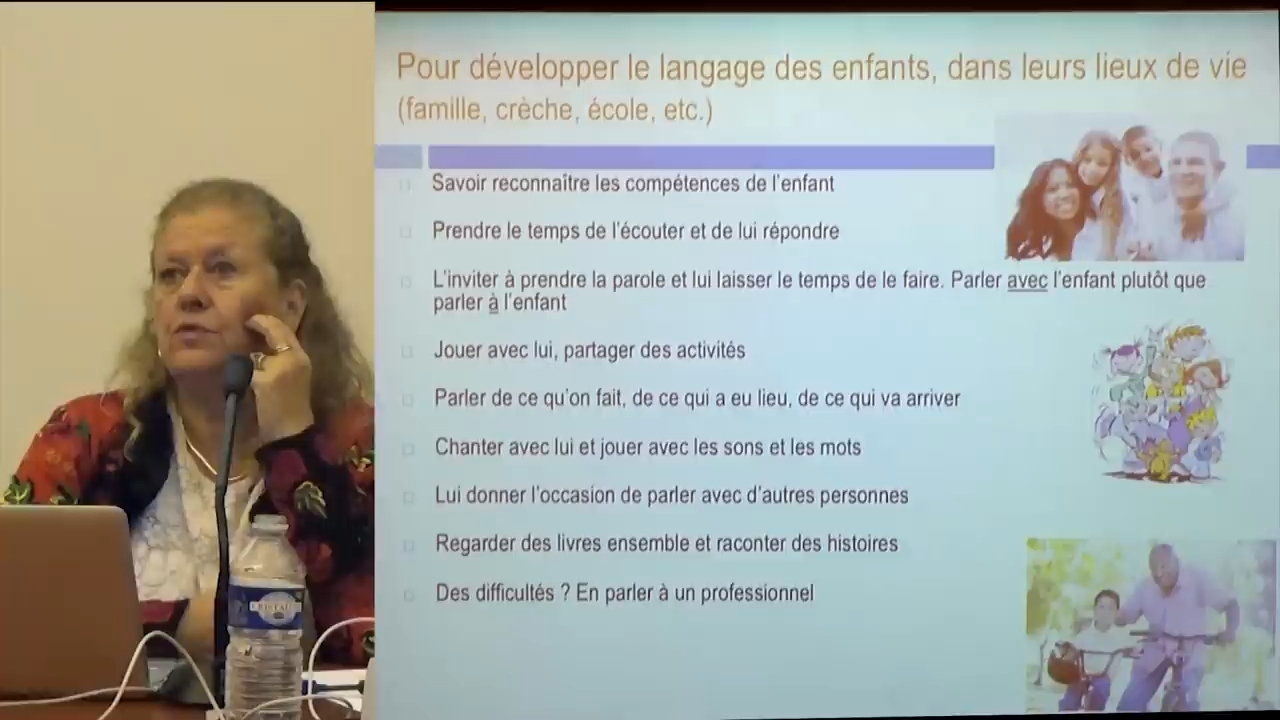 Pour développer le langage des enfants, dans leurs lieux de vie
(famille, crèche, école, etc.)
Savoir reconnaître les compétences de l'enfant
Prendre le temps de l'écouter et de lui répondre
L'inviter à prendre la parole et lui laisser le temps de le faire. Parler avec l'enfant plutôt que
parler à l'enfant
Jouer avec lui, partager des activités
Parler de ce qu'on fait, de ce qui a eu lieu, de ce qui va arriver
Chanter avec lui et jouer avec les sons et les mots
Lui donner l'occasion de parler avec d'autres personnes
Regarder des livres ensemble et raconter des histoires
Des difficultés ? En parler à un professionnel